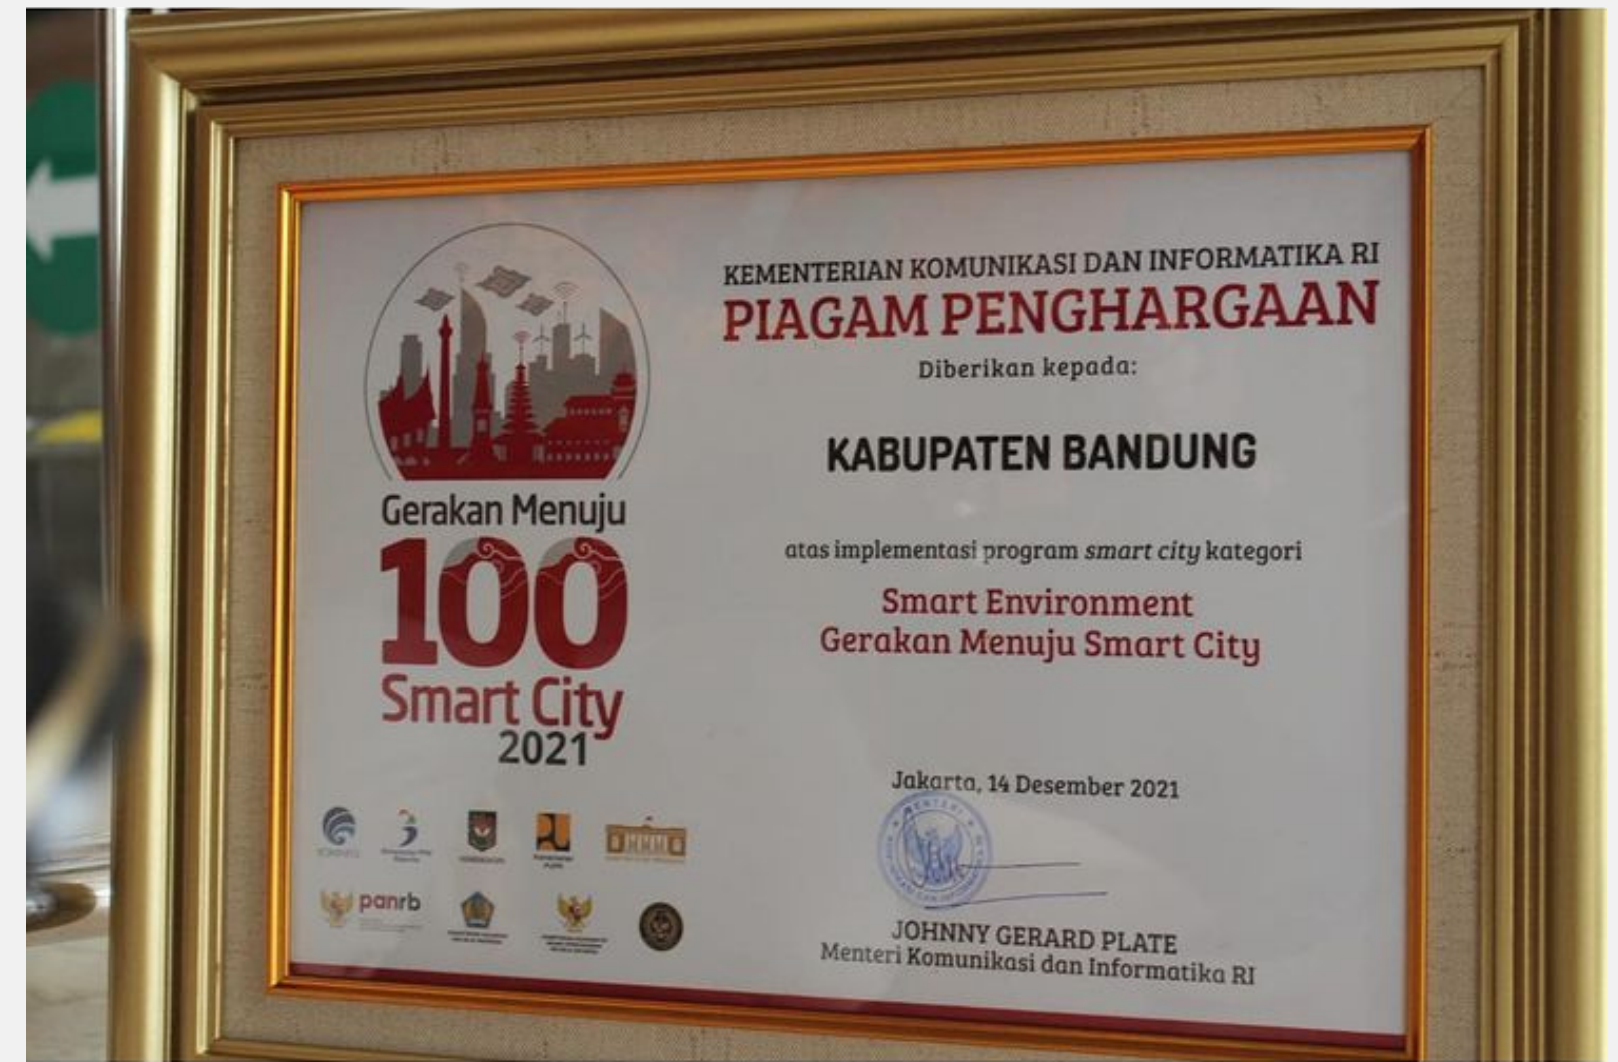 Gerakan Menuju
100
Smart City
2021
panrb
KEMENTERIAN KOMUNIKASI DAN INFORMATIKA RI
PIAGAM PENGHARGAAN
Diberikan kepada:
KABUPATEN BANDUNG
atas implementasi program smart city kategori
Smart Environment
Gerakan Menuju Smart City
Jakarta, 14 Desember 2021
MENTERI
JOHNNY GERARD PLATE
Menteri Komunikasi dan Informatika RI